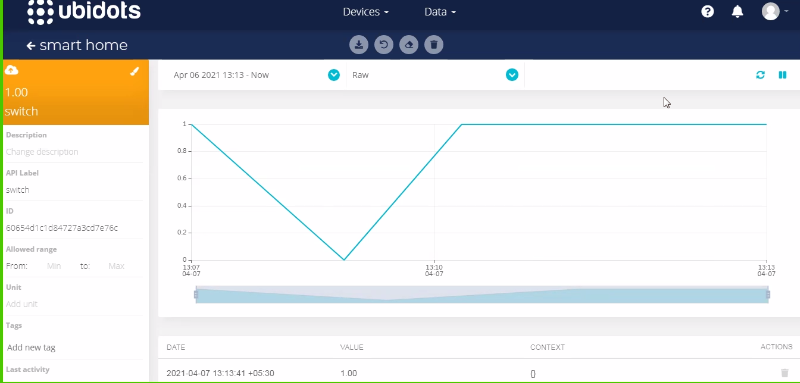 ubidots
Devices
Data
smart home
1.00
switch
Description
Change description
API Label
switch
ID
60654d1c1d84727a3cd7e76c
Allowed range
From: Min to: Max
Unit
Add unit
Tags
Add new tag
Last activity
Apr 06 2021 13:13 - Now
Raw
1
0.8
0.6
0.4
0.2
0
13:07
04-07
13:10
04-07
13:13
04-07
DATE VALUE CONTEXT ACTIONS
2021-04-07 13:13:41 +05:30 1.00 {}